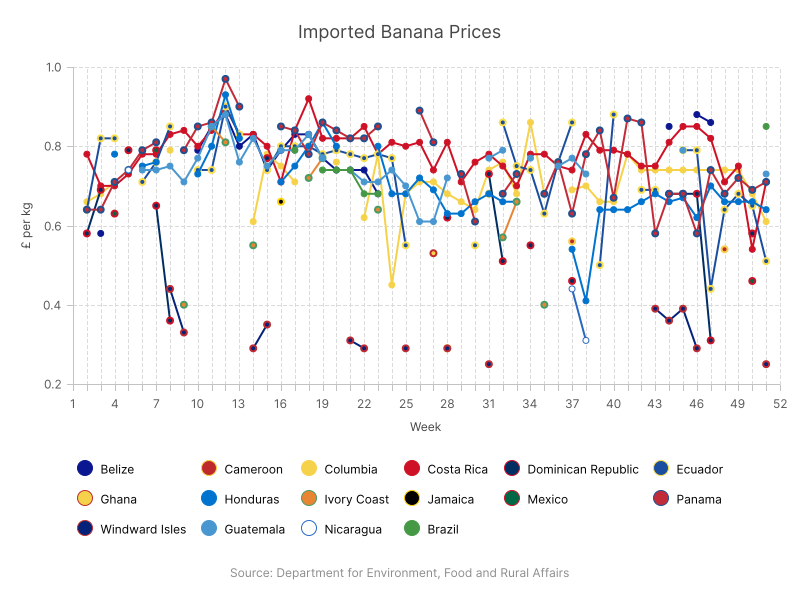 Imported Banana Prices
1.0
0.8
0.6
0.4
0.2
£ per kg
1 4 7 10 13 16 19 22 25 28 31 34 37 40 43 46 49 52
Week
Belize Cameroon Columbia Costa Rica Dominican Republic Ecuador
Ghana Honduras Ivory Coast Jamaica Mexico Panama
Windward Isles Guatemala Nicaragua Brazil
Source: Department for Environment, Food and Rural Affairs